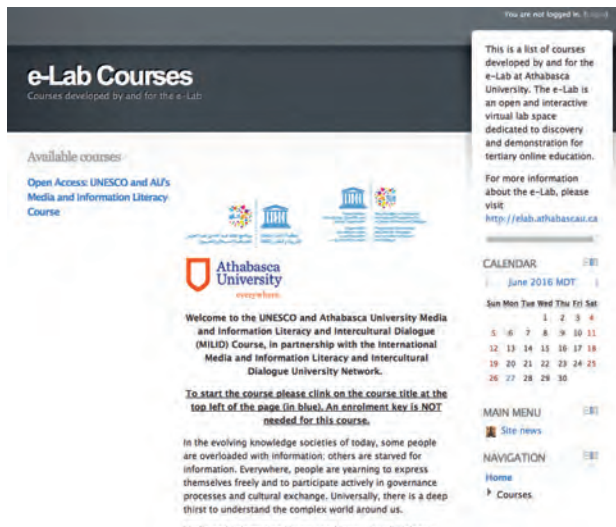 You are not logged in.
e-Lab Courses
Courses developed by and for the e-Lab
This is a list of courses
developed by and for the
e-Lab at Athabasca
University. The e-Lab is
an open and interactive
virtual lab space
dedicated to discovery
and demonstration for
tertiary online education.
For more information
about the e-Lab, please
visit
http://elab.athabascau.ca
Available courses
Open Access: UNESCO and AU's
Media and Information Literacy
Course
Athabasca
University
everywhere.
Welcome to the UNESCO and Athabasca University Media
and Information Literacy and Intercultural Dialogue
(MILID) Course, in partnership with the International
Media and Information Literacy and Intercultural
Dialogue University Network.
To start the course please click on the course title at the
top left of the page (in blue). An enrolment key is NOT
needed for this course.
In the evolving knowledge societies of today, some people
are overloaded with information; others are starved for
information. Everywhere, people are yearning to express
themselves freely and to participate actively in governance
processes and cultural exchange. Universally, there is a deep
thirst to understand the complex world around us.
CALENDAR
June 2016 MDT
Sun Mon Tue Wed Thu Fri Sat
1 2 3 4
5 6 7 8 9 10 11
12 13 14 15 16 17 18
19 20 21 22 23 24 25
26 27 28 29 30
MAIN MENU
Site news
NAVIGATION
Home
Courses